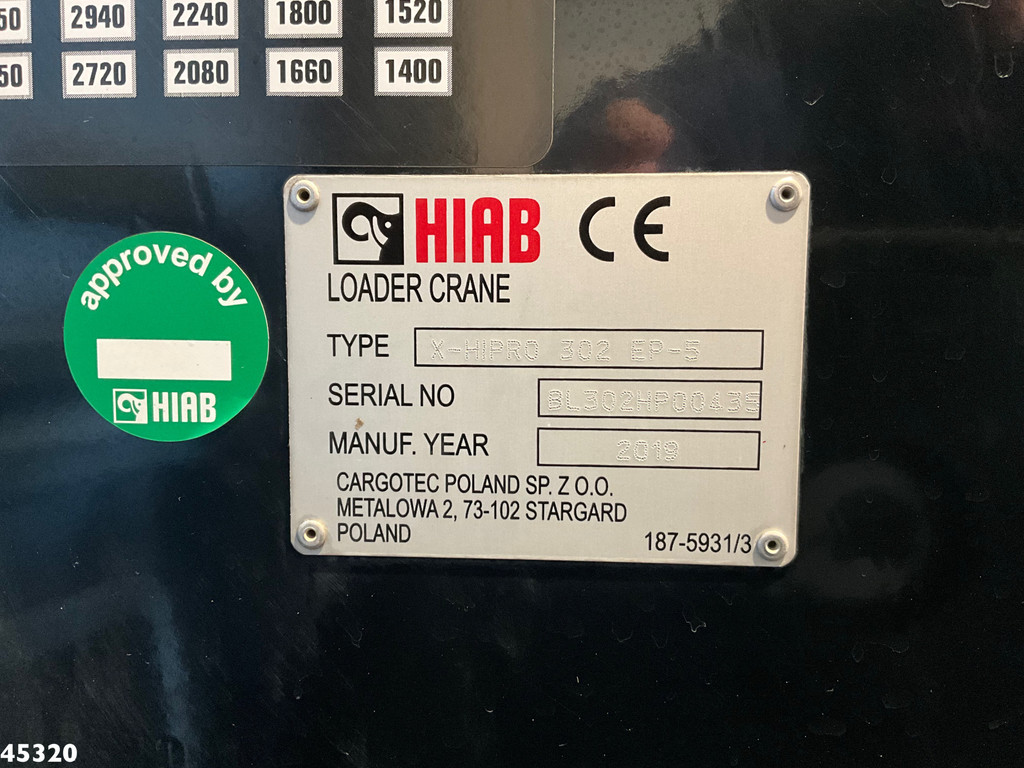 2940 2240 1800 1520
2720 2080 1660 1400
approved by
HIAB
HIAB CE
LOADER CRANE
TYPE X-HIPRO 302 EP-5
SERIAL NO BL302HP00435
MANUF. YEAR 2019
CARGOTEC POLAND SP. Z O.O.
METALOWA 2, 73-102 STARGARD
POLAND
187-5931/3
45320